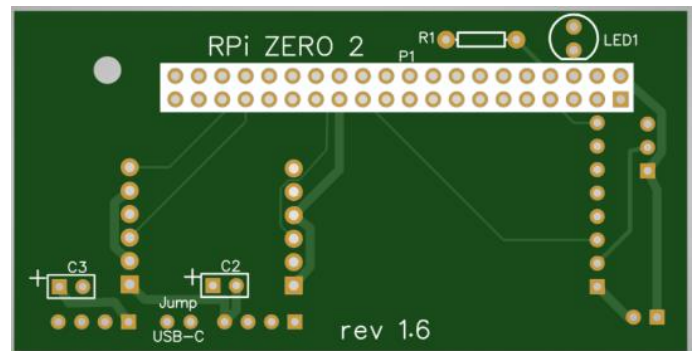 RPi ZERO 2
R1
LED1
P1
C3
C2
Jump
USB-C
rev 1.6